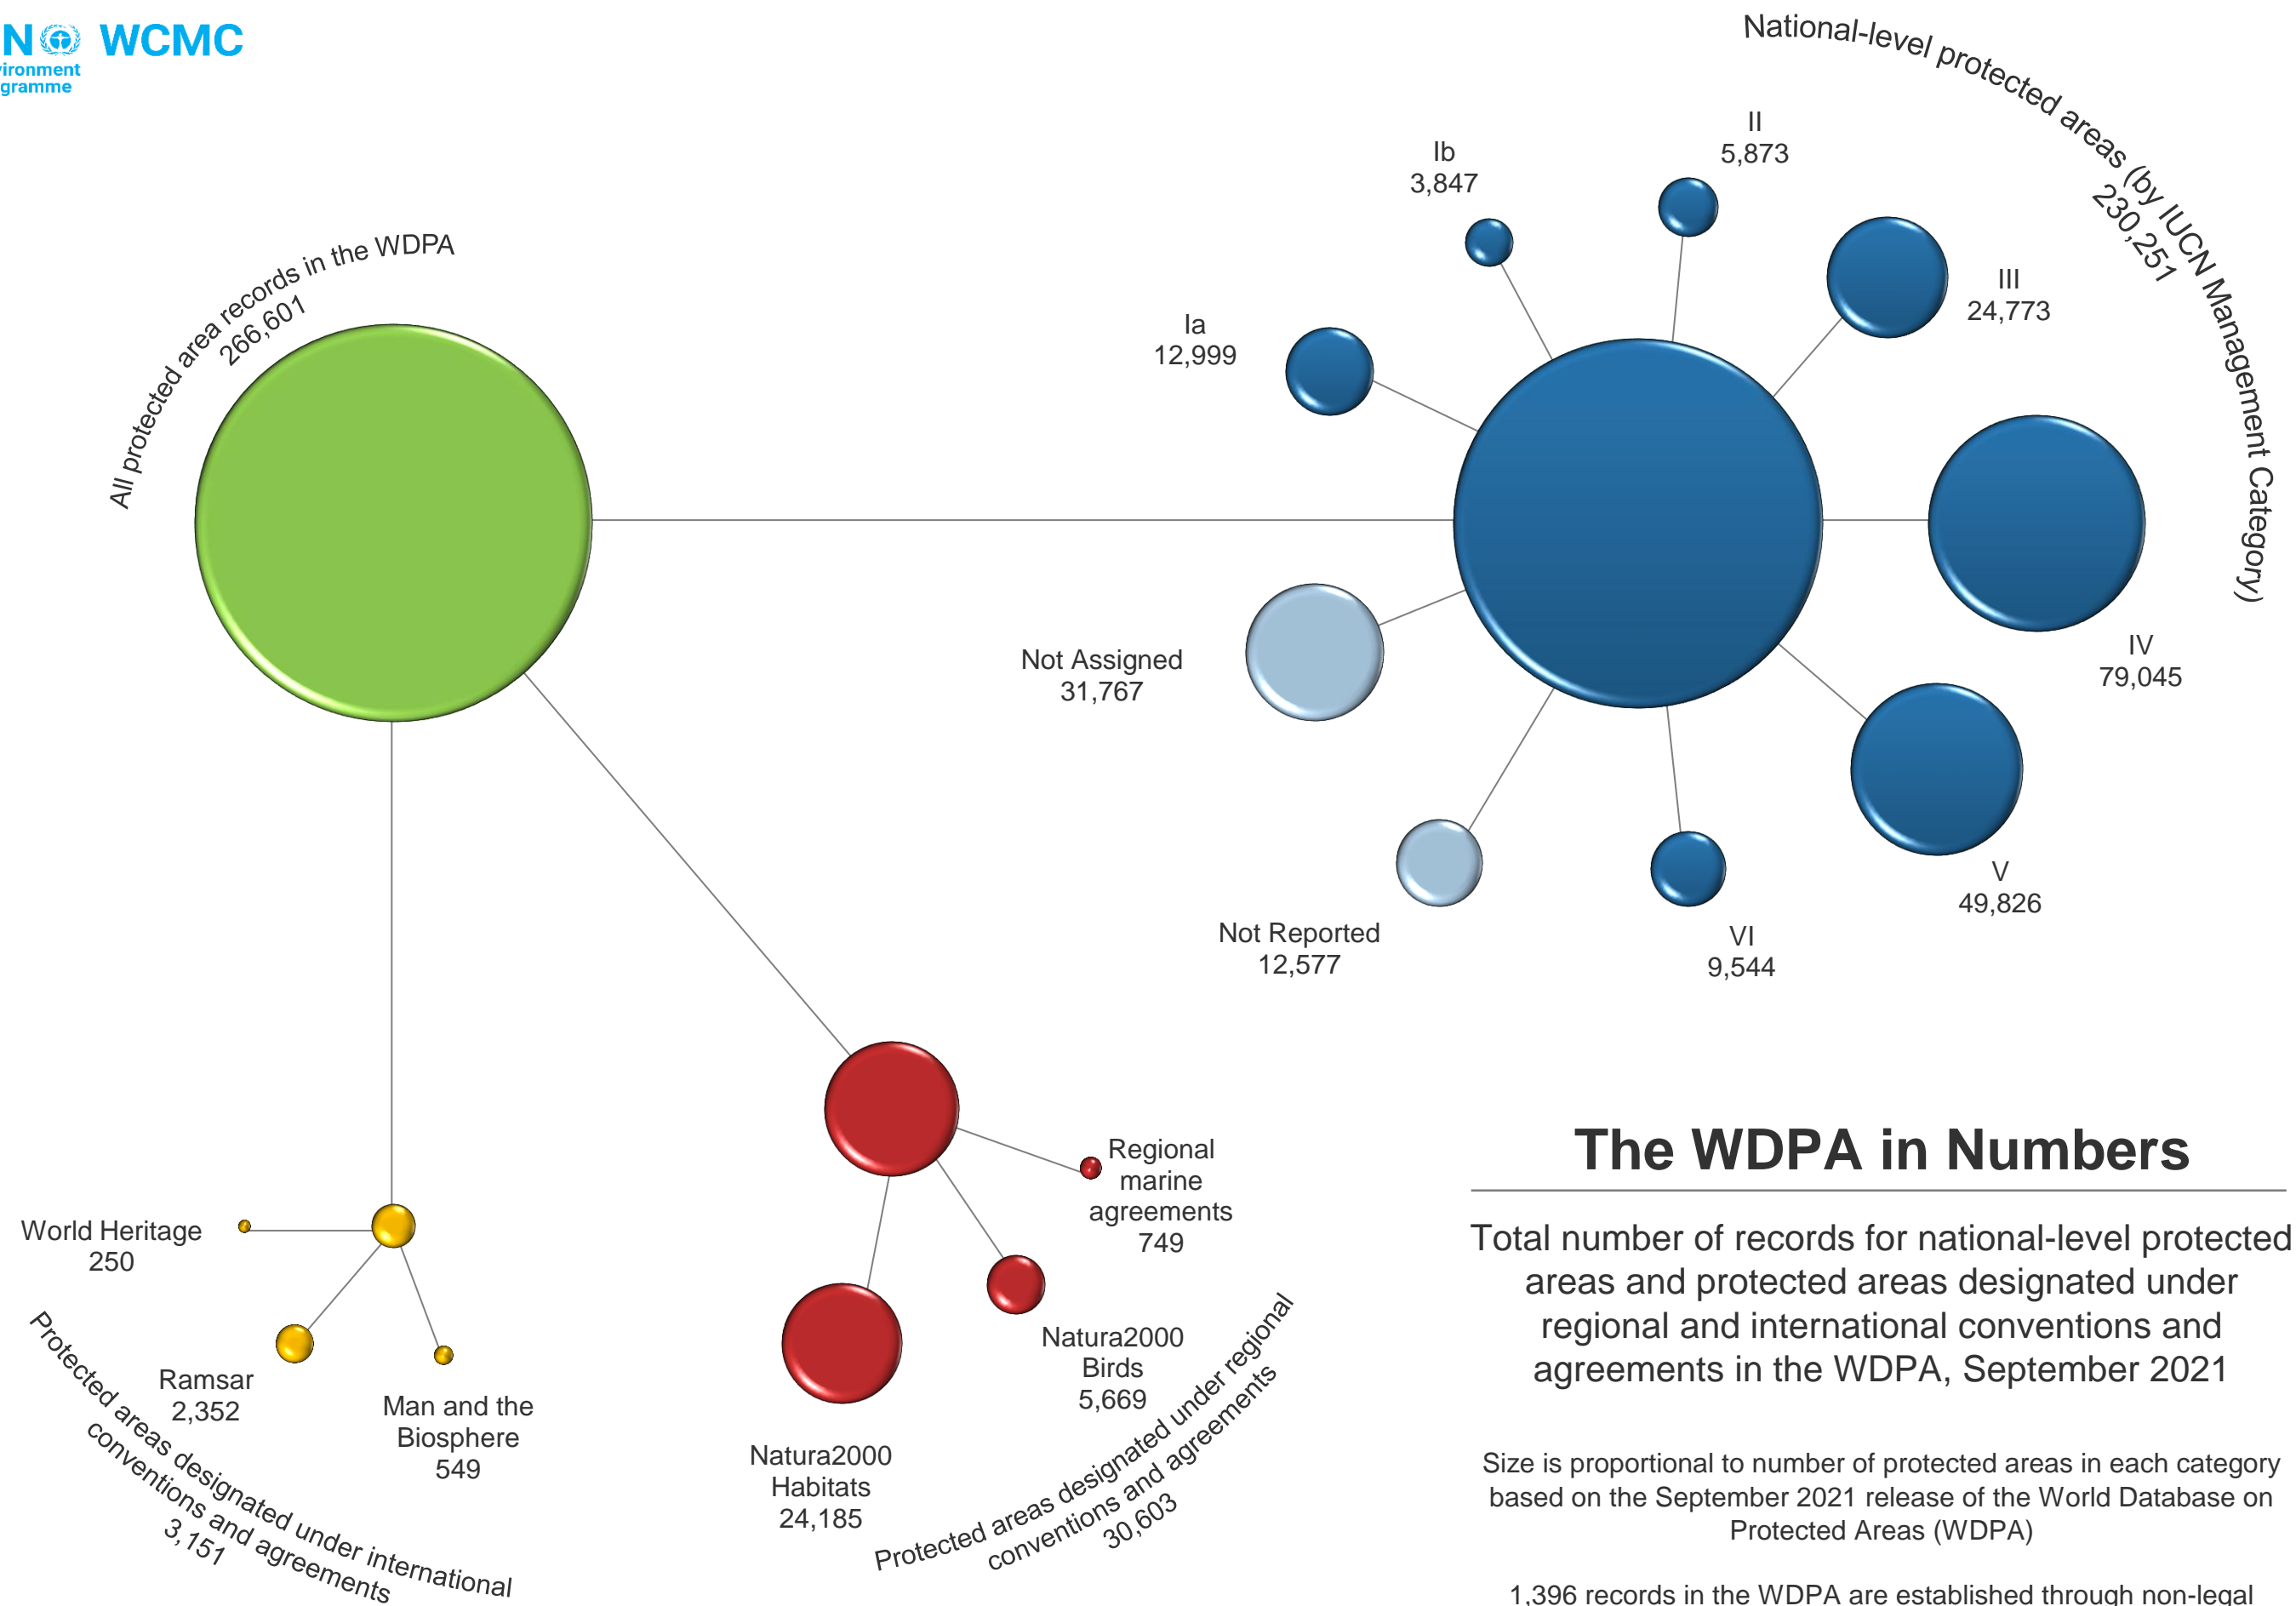 WCMC
All protected area records in the WDPA
266,601
National-level protected areas (by IUCN Management Category)
230,251
Ia
12,999
Ib
3,847
II
5,873
III
24,773
IV
79,045
V
49,826
VI
9,544
Not Reported
12,577
Not Assigned
31,767
World Heritage
250
Ramsar
2,352
Man and the
Biosphere
549
Protected areas designated under international
conventions and agreements
3,151
Regional
marine
agreements
749
Natura2000
Birds
5,669
Natura2000
Habitats
24,185
Protected areas designated under regional
conventions and agreements
30,603
The WDPA in Numbers
Total number of records for national-level protected
areas and protected areas designated under
regional and international conventions and
agreements in the WDPA, September 2021
Size is proportional to number of protected areas in each category
based on the September 2021 release of the World Database on
Protected Areas (WDPA)
1,396 records in the WDPA are established through non-legal